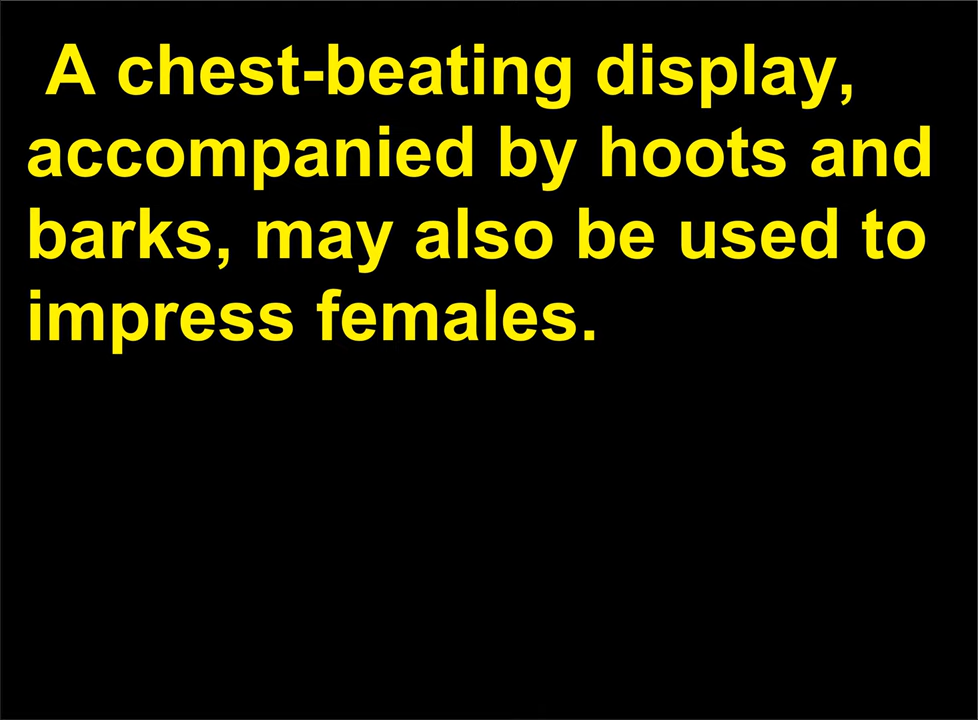 A chest-beating display,
accompanied by hoots and
barks, may also be used to
impress females.